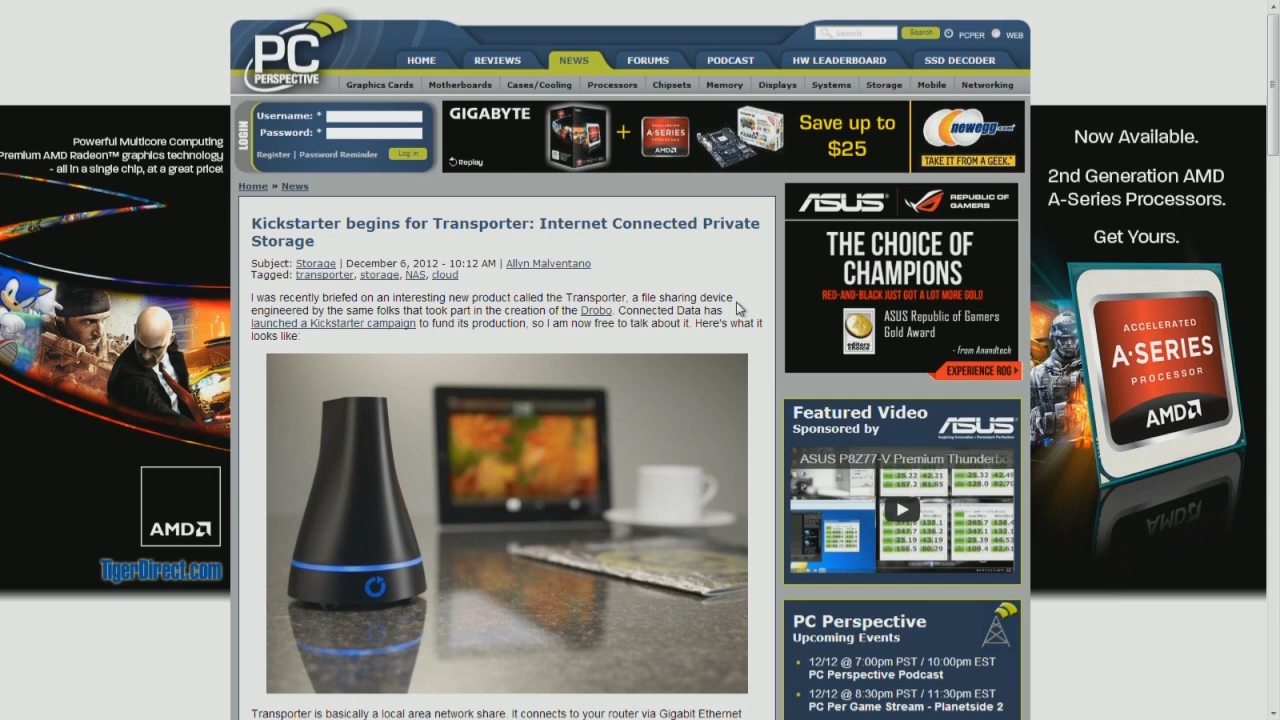 PC
PERSPECTIVE
Search
Search
PCPER
WEB
HOME
REVIEWS
NEWS
FORUMS
PODCAST
HW LEADERBOARD
SSD DECODER
Graphics Cards
Motherboards
Cases/Cooling
Processors
Chipsets
Memory
Displays
Systems
Storage
Mobile
Networking
LOGIN
Username: *
Password: *
Register | Password Reminder
Log in
GIGABYTE
Replay
+
A-SERIES
AMD
Save up to
$25
newegg.com
TAKE IT FROM A GEEK.™
Powerful Multicore Computing
Premium AMD Radeon™ graphics technology
- all in a single chip, at a great price!
AMD
TigerDirect.com
Home » News
Kickstarter begins for Transporter: Internet Connected Private
Storage
Subject: Storage | December 6, 2012 - 10:12 AM | Allyn Malventano
Tagged: transporter, storage, NAS, cloud
I was recently briefed on an interesting new product called the Transporter, a file sharing device
engineered by the same folks that took part in the creation of the Drobo. Connected Data has
launched a Kickstarter campaign to fund its production, so I am now free to talk about it. Here's what it
looks like:
Transporter is basically a local area network share. It connects to your router via Gigabit Ethernet
ASUS
REPUBLIC OF
GAMERS
THE CHOICE OF
CHAMPIONS
RED-AND-BLACK JUST GOT A LOT MORE GOLD
editors
choice
ASUS Republic of Gamers
Gold Award
- from Anandtech
EXPERIENCE ROG
Featured Video
Sponsored by
ASUS
Inspiring Innovation • Persistent Perfection
ASUS P8Z77-V Premium Thunderbo
PC Perspective
Upcoming Events
• 12/12 @ 7:00pm PST / 10:00pm EST
PC Perspective Podcast
• 12/12 @ 8:30pm PST / 11:30pm EST
PC Per Game Stream - Planetside 2
Now Available.
2nd Generation AMD
A-Series Processors.
Get Yours.
ACCELERATED
A-SERIES
PROCESSOR
AMD